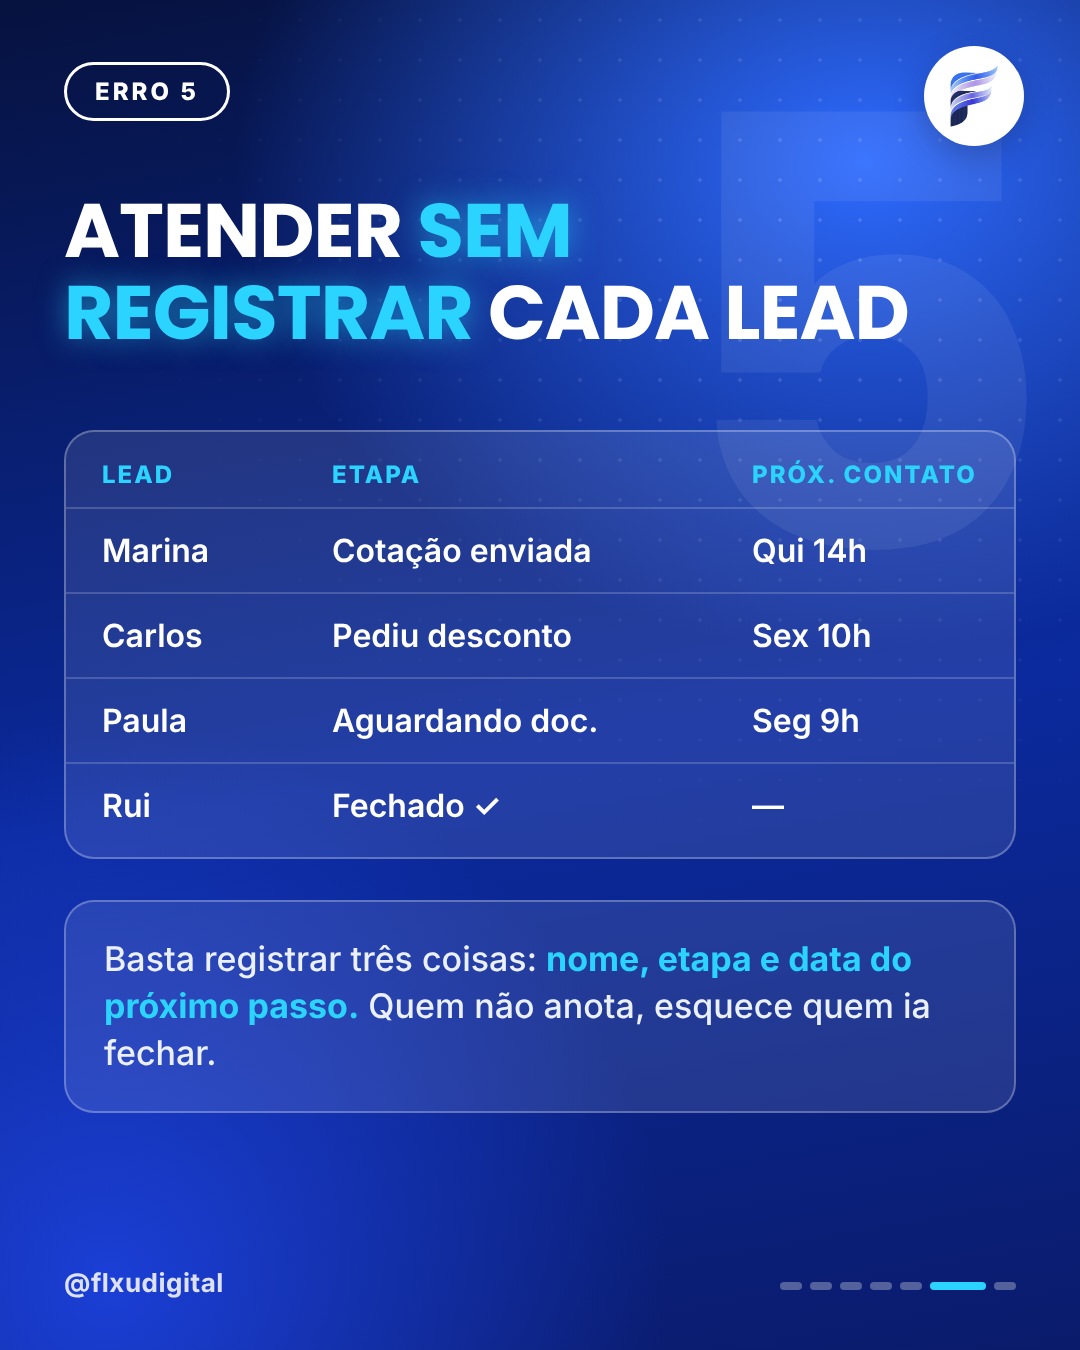 ERRO 5
ATENDER SEM
REGISTRAR CADA LEAD
5
LEAD ETAPA PRÓX. CONTATO
Marina Cotação enviada Qui 14h
Carlos Pediu desconto Sex 10h
Paula Aguardando doc. Seg 9h
Rui Fechado ✓ —
Basta registrar três coisas: nome, etapa e data do
próximo passo. Quem não anota, esquece quem ia
fechar.
@flxudigital